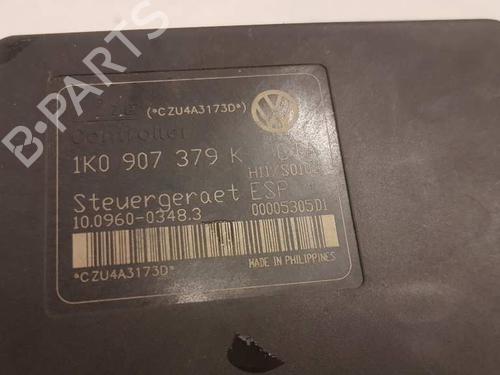 B-PARTS
(*CZU4A3173D*)
Controller
1K0 907 379 K
Steuergeraet ESP
10.0960-0348.3 00005305D1
*CZU4A3173D*
MADE IN PHILIPPINES